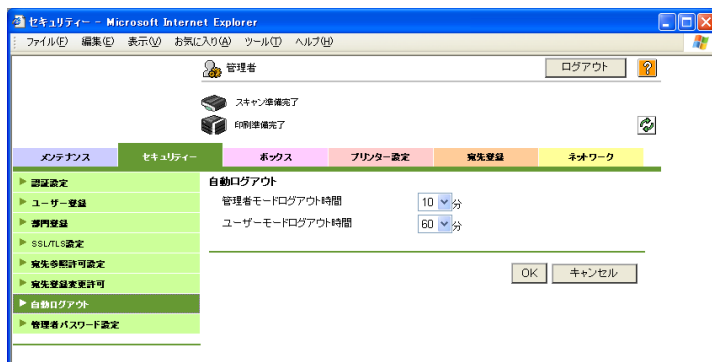 セキュリティー - Microsoft Internet Explorer
ファイル(F) 編集(E) 表示(V) お気に入り(A) ツール(T) ヘルプ(H)
管理者 ログアウト ?
スキャン準備完了
印刷準備完了
メンテナンス セキュリティー ボックス プリンター設定 宛先登録 ネットワーク
認証設定
ユーザー登録
部門登録
SSL/TLS設定
宛先参照許可設定
宛先登録変更許可
自動ログアウト
管理者パスワード設定
自動ログアウト
管理者モードログアウト時間 10 分
ユーザーモードログアウト時間 60 分
OK キャンセル